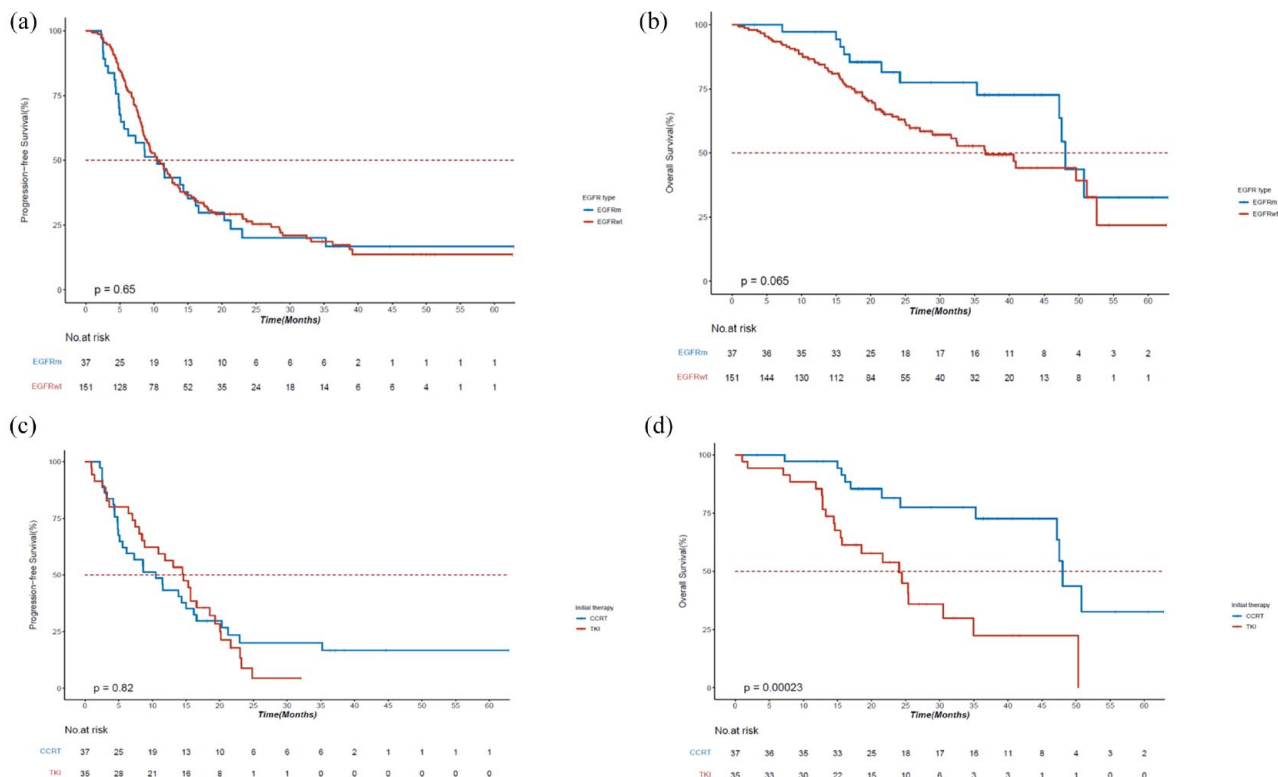 (a)
Progression-free Survival(%)
100
75
50
25
0
p = 0.65
0 5 10 15 20 25 30 35 40 45 50 55 60
Time(Months)
EGFR type
EGFRm
EGFRwt
No.at risk
EGFRm 37 25 19 13 10 6 6 6 2 1 1 1 1
EGFRwt 151 128 78 52 35 24 18 14 6 6 4 1 1
(b)
Overall Survival(%)
100
75
50
25
0
p = 0.065
0 5 10 15 20 25 30 35 40 45 50 55 60
Time(Months)
EGFR type
EGFRm
EGFRwt
No.at risk
EGFRm 37 36 35 33 25 18 17 16 11 8 4 3 2
EGFRwt 151 144 130 112 84 55 40 32 20 13 8 1 1
(c)
Progression-free Survival(%)
100
75
50
25
0
p = 0.82
0 5 10 15 20 25 30 35 40 45 50 55 60
Time(Months)
Initial therapy
CCRT
TKI
No.at risk
CCRT 37 25 19 13 10 6 6 6 2 1 1 1 1
TKI 35 28 21 16 8 1 1 0 0 0 0 0 0
(d)
Overall Survival(%)
100
75
50
25
0
p = 0.00023
0 5 10 15 20 25 30 35 40 45 50 55 60
Time(Months)
Initial therapy
CCRT
TKI
No.at risk
CCRT 37 36 35 33 25 18 17 16 11 8 4 3 2
TKI 35 33 30 22 15 10 6 3 3 1 1 0 0